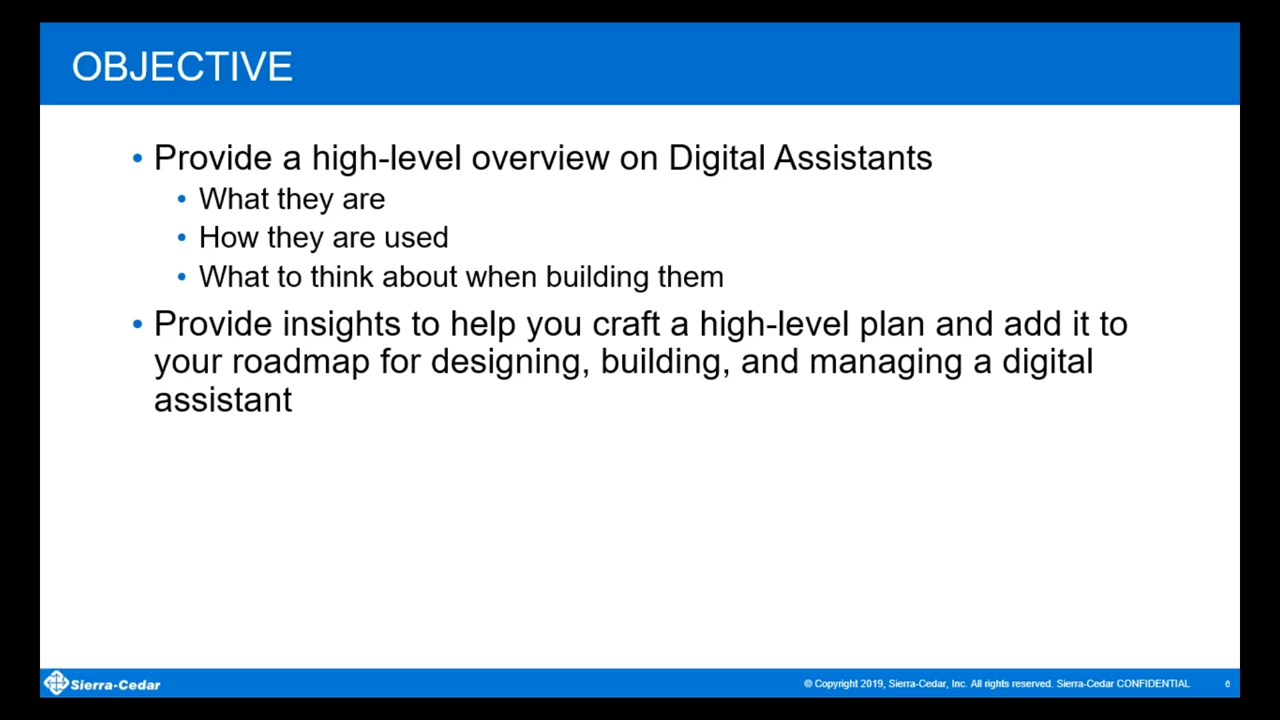 OBJECTIVE
• Provide a high-level overview on Digital Assistants
• What they are
• How they are used
• What to think about when building them
• Provide insights to help you craft a high-level plan and add it to
your roadmap for designing, building, and managing a digital
assistant
Sierra-Cedar
© Copyright 2019, Sierra-Cedar, Inc. All rights reserved. Sierra-Cedar CONFIDENTIAL
6